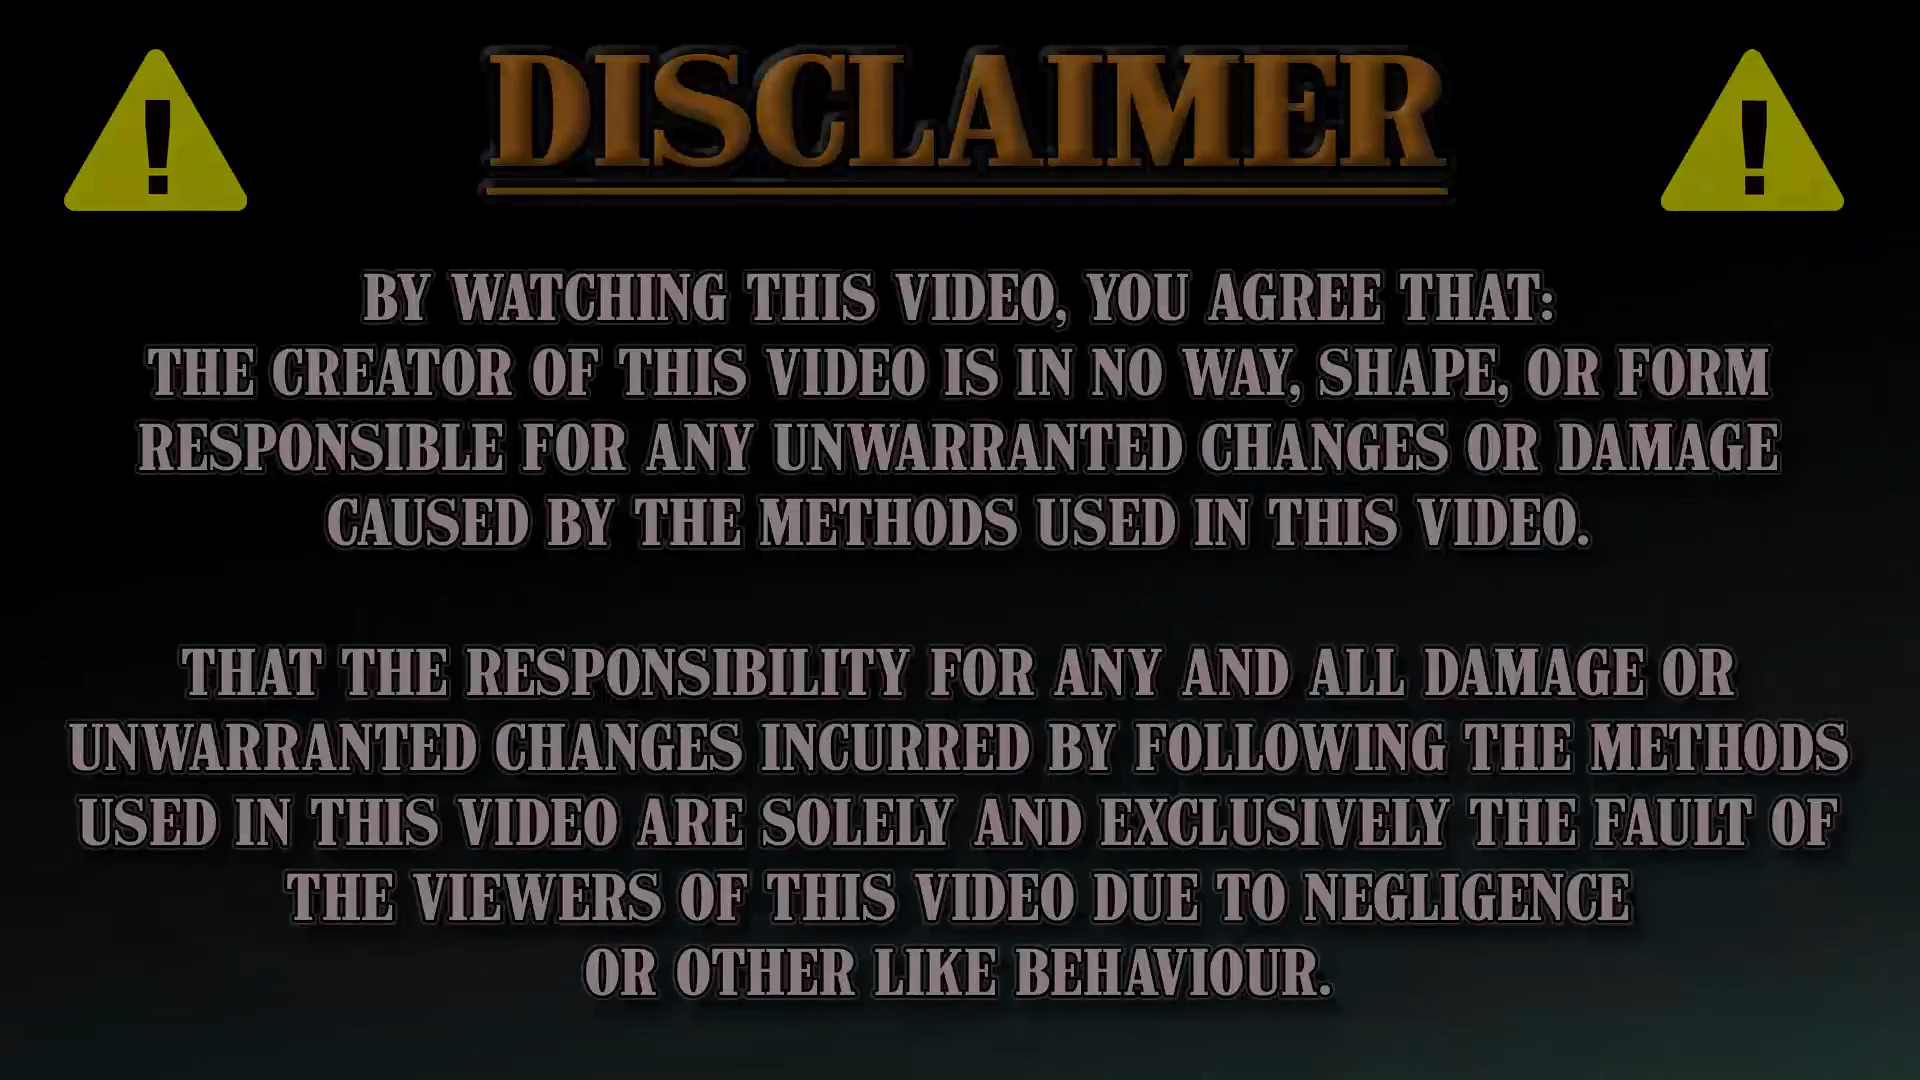 DISCLAIMER
BY WATCHING THIS VIDEO, YOU AGREE THAT:
THE CREATOR OF THIS VIDEO IS IN NO WAY, SHAPE, OR FORM
RESPONSIBLE FOR ANY UNWARRANTED CHANGES OR DAMAGE
CAUSED BY THE METHODS USED IN THIS VIDEO.
THAT THE RESPONSIBILITY FOR ANY AND ALL DAMAGE OR
UNWARRANTED CHANGES INCURRED BY FOLLOWING THE METHODS
USED IN THIS VIDEO ARE SOLELY AND EXCLUSIVELY THE FAULT OF
THE VIEWERS OF THIS VIDEO DUE TO NEGLIGENCE
OR OTHER LIKE BEHAVIOUR.